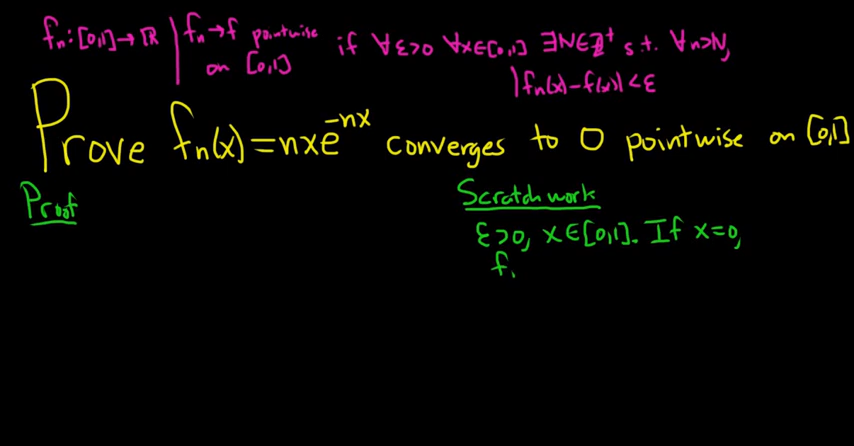 fₙ:[0,1]→ℝ | fₙ→f pointwise on [0,1] if ∀ε>0 ∀x∈[0,1] ∃N∈ℤ⁺ s.t. ∀n>N,
|fₙ(x)-f(x)|<ε
Prove fₙ(x)=nxe^{-nx} converges to 0 pointwise on [0,1]
Proof
Scratchwork
ε>0, x∈[0,1]. If x=0,
f